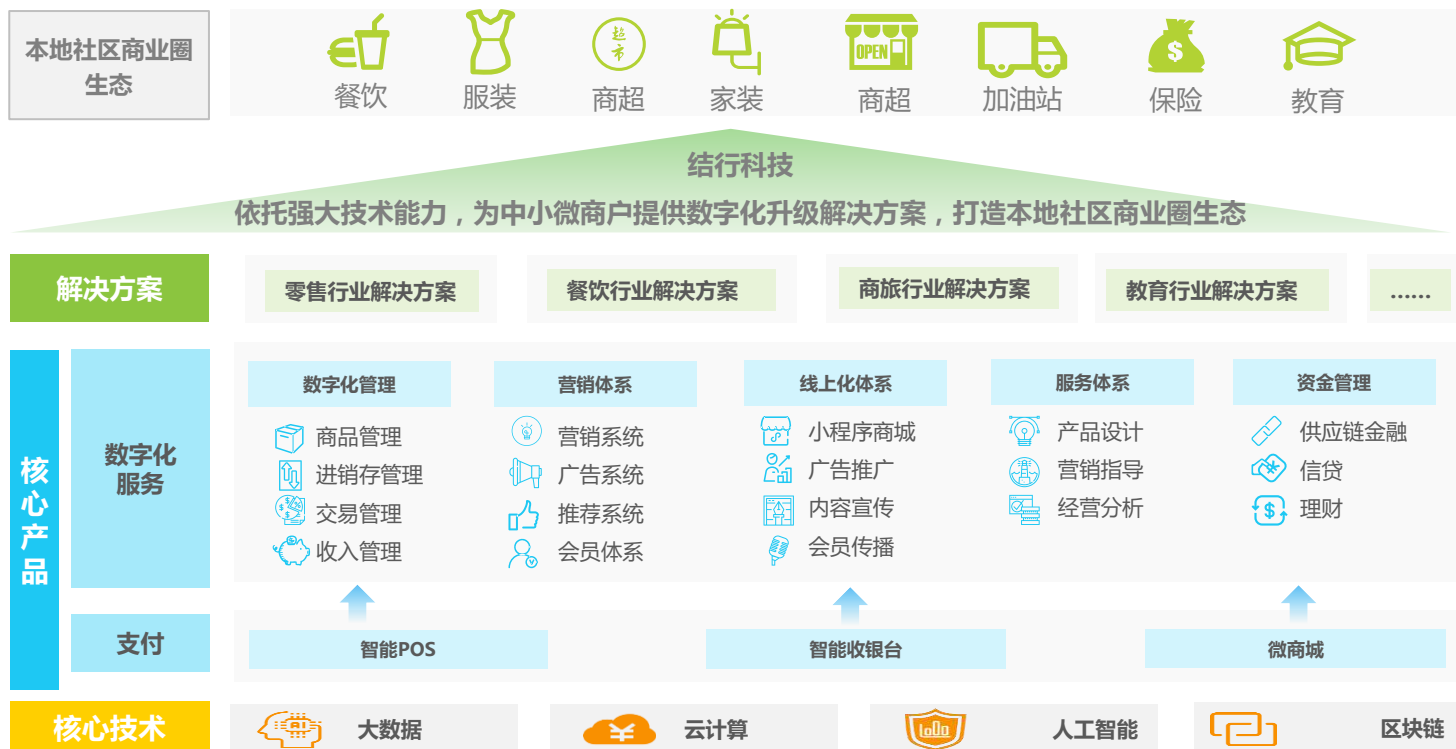 本地社区商业圈
生态
超
市
OPEN
$
餐饮
服装
商超
家装
商超
加油站
保险
教育
结行科技
依托强大技术能力，为中小微商户提供数字化升级解决方案，打造本地社区商业圈生态
解决方案
零售行业解决方案
餐饮行业解决方案
商旅行业解决方案
教育行业解决方案
……
核心产品
数字化
服务
数字化管理
商品管理
进销存管理
交易管理
收入管理
营销体系
营销系统
广告系统
推荐系统
会员体系
线上化体系
小程序商城
广告推广
内容宣传
会员传播
服务体系
产品设计
营销指导
经营分析
资金管理
供应链金融
信贷
理财
支付
智能POS
智能收银台
微商城
核心技术
AI
大数据
¥
云计算
人工智能
区块链